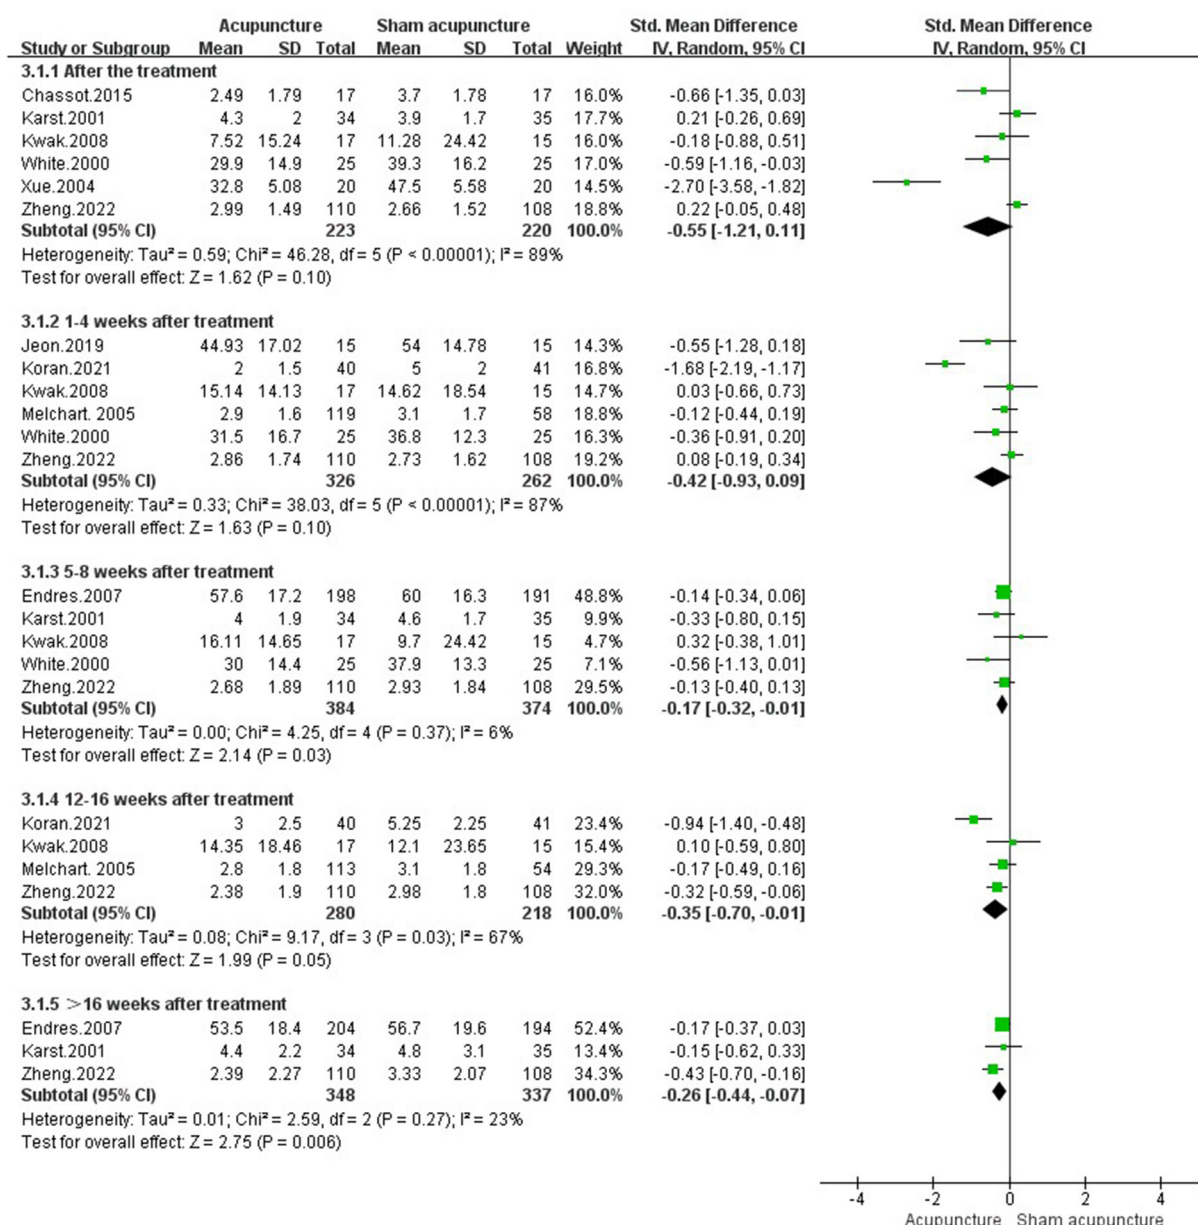 Acupuncture Sham acupuncture Std. Mean Difference Std. Mean Difference
Study or Subgroup Mean SD Total Mean SD Total Weight IV, Random, 95% CI IV, Random, 95% CI
3.1.1 After the treatment
Chassot.2015 2.49 1.79 17 3.7 1.78 17 16.0% -0.66 [-1.35, 0.03]
Karst.2001 4.3 2 34 3.9 1.7 35 17.7% 0.21 [-0.26, 0.69]
Kwak.2008 7.52 15.24 17 11.28 24.42 15 16.0% -0.18 [-0.88, 0.51]
White.2000 29.9 14.9 25 39.3 16.2 25 17.0% -0.59 [-1.16, -0.03]
Xue.2004 32.8 5.08 20 47.5 5.58 20 14.5% -2.70 [-3.58, -1.82]
Zheng.2022 2.99 1.49 110 2.66 1.52 108 18.8% 0.22 [-0.05, 0.48]
Subtotal (95% CI) 223 220 100.0% -0.55 [-1.21, 0.11]
Heterogeneity: Tau² = 0.59; Chi² = 46.28, df = 5 (P < 0.00001); I² = 89%
Test for overall effect: Z = 1.62 (P = 0.10)
3.1.2 1-4 weeks after treatment
Jeon.2019 44.93 17.02 15 54 14.78 15 14.3% -0.55 [-1.28, 0.18]
Koran.2021 2 1.5 40 5 2 41 16.8% -1.68 [-2.19, -1.17]
Kwak.2008 15.14 14.13 17 14.62 18.54 15 14.7% 0.03 [-0.66, 0.73]
Melchart. 2005 2.9 1.6 119 3.1 1.7 58 18.8% -0.12 [-0.44, 0.19]
White.2000 31.5 16.7 25 36.8 12.3 25 16.3% -0.36 [-0.91, 0.20]
Zheng.2022 2.86 1.74 110 2.73 1.62 108 19.2% 0.08 [-0.19, 0.34]
Subtotal (95% CI) 326 262 100.0% -0.42 [-0.93, 0.09]
Heterogeneity: Tau² = 0.33; Chi² = 38.03, df = 5 (P < 0.00001); I² = 87%
Test for overall effect: Z = 1.63 (P = 0.10)
3.1.3 5-8 weeks after treatment
Endres.2007 57.6 17.2 198 60 16.3 191 48.8% -0.14 [-0.34, 0.06]
Karst.2001 4 1.9 34 4.6 1.7 35 9.9% -0.33 [-0.80, 0.15]
Kwak.2008 16.11 14.65 17 9.7 24.42 15 4.7% 0.32 [-0.38, 1.01]
White.2000 30 14.4 25 37.9 13.3 25 7.1% -0.56 [-1.13, 0.01]
Zheng.2022 2.68 1.89 110 2.93 1.84 108 29.5% -0.13 [-0.40, 0.13]
Subtotal (95% CI) 384 374 100.0% -0.17 [-0.32, -0.01]
Heterogeneity: Tau² = 0.00; Chi² = 4.25, df = 4 (P = 0.37); I² = 6%
Test for overall effect: Z = 2.14 (P = 0.03)
3.1.4 12-16 weeks after treatment
Koran.2021 3 2.5 40 5.25 2.25 41 23.4% -0.94 [-1.40, -0.48]
Kwak.2008 14.35 18.46 17 12.1 23.65 15 15.4% 0.10 [-0.59, 0.80]
Melchart. 2005 2.8 1.8 113 3.1 1.8 54 29.3% -0.17 [-0.49, 0.16]
Zheng.2022 2.38 1.9 110 2.98 1.8 108 32.0% -0.32 [-0.59, -0.06]
Subtotal (95% CI) 280 218 100.0% -0.35 [-0.70, -0.01]
Heterogeneity: Tau² = 0.08; Chi² = 9.17, df = 3 (P = 0.03); I² = 67%
Test for overall effect: Z = 1.99 (P = 0.05)
3.1.5 ＞16 weeks after treatment
Endres.2007 53.5 18.4 204 56.7 19.6 194 52.4% -0.17 [-0.37, 0.03]
Karst.2001 4.4 2.2 34 4.8 3.1 35 13.4% -0.15 [-0.62, 0.33]
Zheng.2022 2.39 2.27 110 3.33 2.07 108 34.3% -0.43 [-0.70, -0.16]
Subtotal (95% CI) 348 337 100.0% -0.26 [-0.44, -0.07]
Heterogeneity: Tau² = 0.01; Chi² = 2.59, df = 2 (P = 0.27); I² = 23%
Test for overall effect: Z = 2.75 (P = 0.006)
-4 -2 0 2 4
Acupuncture Sham acupuncture